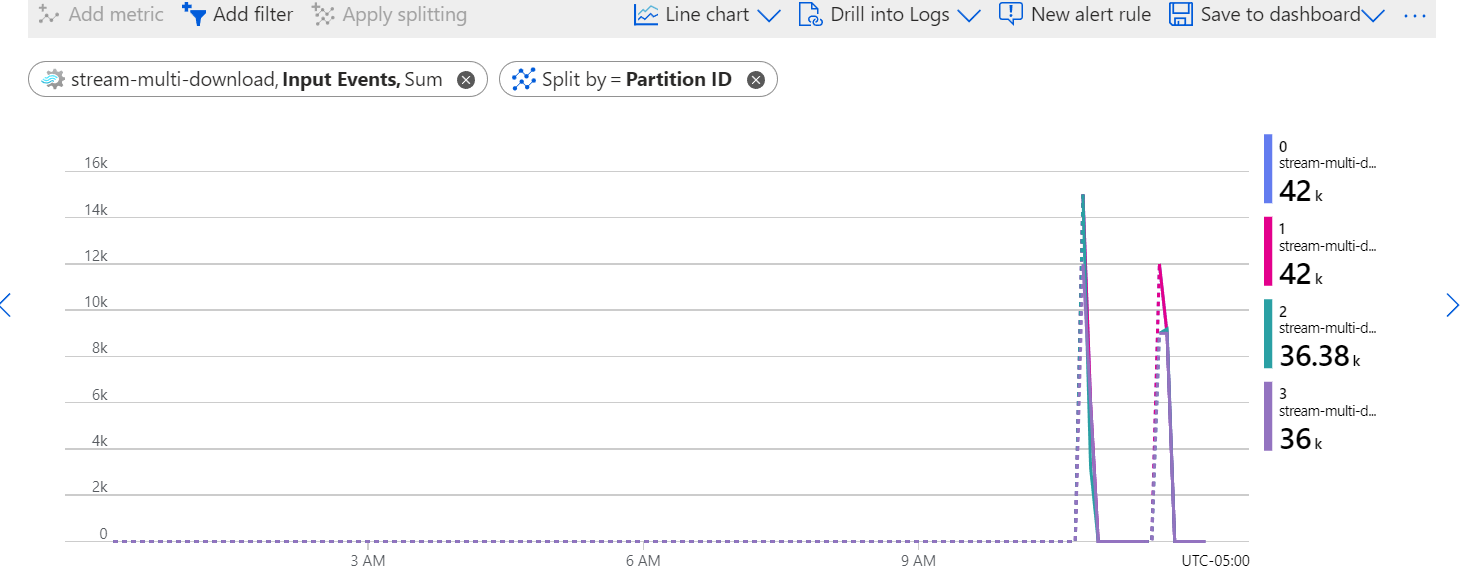 Add metric Add filter Apply splitting Line chart Drill into Logs New alert rule Save to dashboard ...
stream-multi-download, Input Events, Sum Split by = Partition ID
16k
14k
12k
10k
8k
6k
4k
2k
0
3 AM 6 AM 9 AM UTC-05:00
0
stream-multi-d...
42 k
1
stream-multi-d...
42 k
2
stream-multi-d...
36.38 k
3
stream-multi-d...
36 k